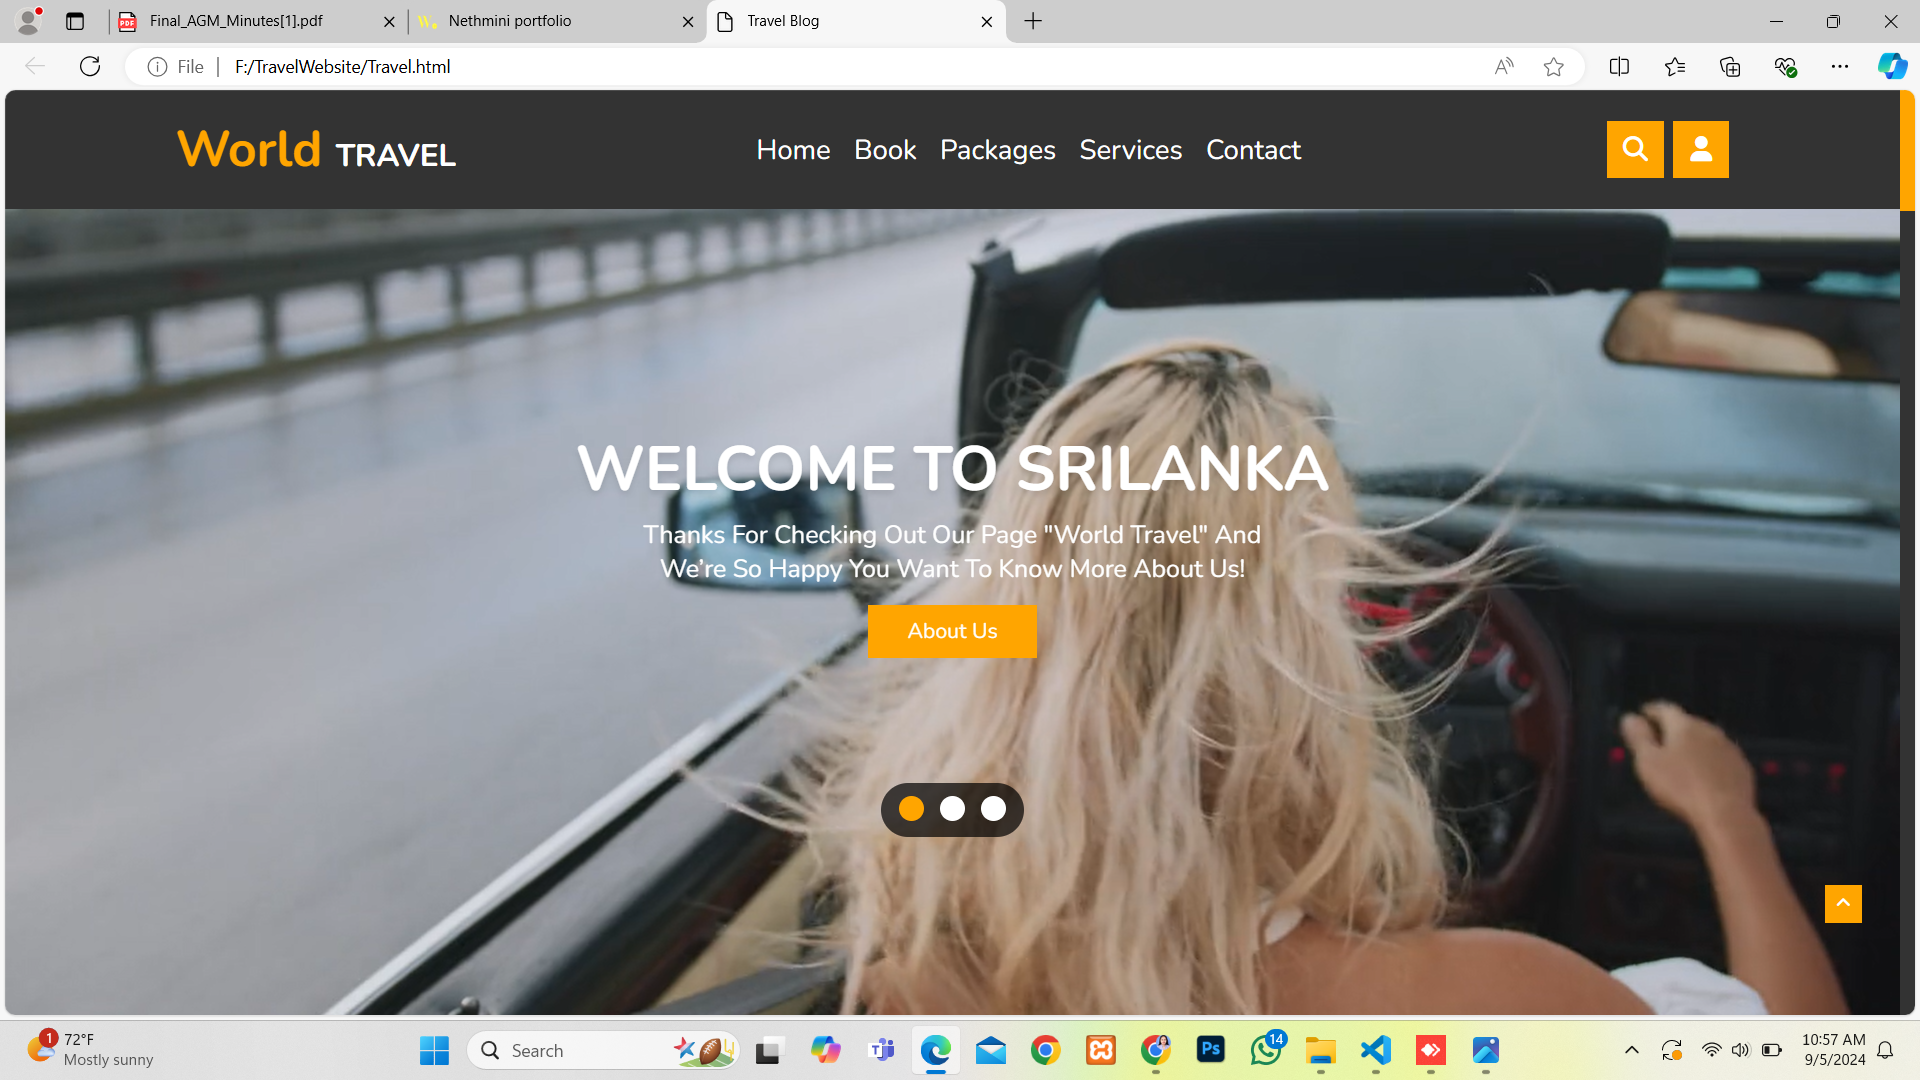 Final_AGM_Minutes[1].pdf
Nethmini portfolio
Travel Blog
File
F:/TravelWebsite/Travel.html
World TRAVEL
Home
Book
Packages
Services
Contact
WELCOME TO SRILANKA
Thanks For Checking Out Our Page "World Travel" And
We’re So Happy You Want To Know More About Us!
About Us
1
72°F
Mostly sunny
Search
Ps
14
10:57 AM
9/5/2024